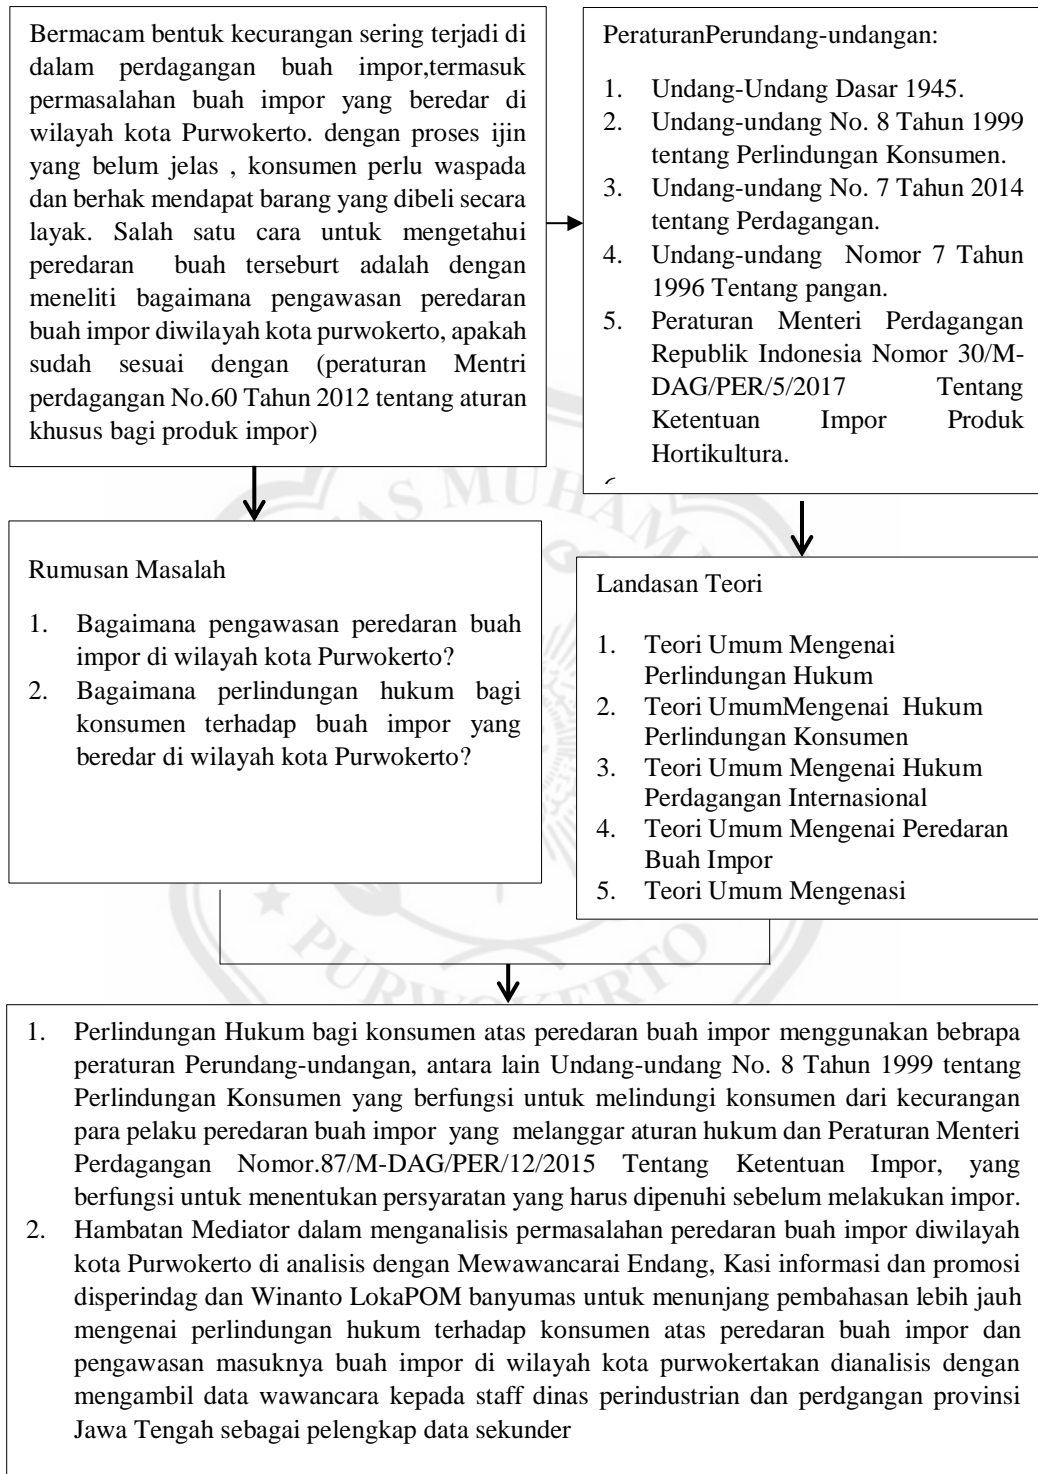 Bermacam bentuk kecurangan sering terjadi di
dalam perdagangan buah impor,termasuk
permasalahan buah impor yang beredar di
wilayah kota Purwokerto. dengan proses ijin
yang belum jelas , konsumen perlu waspada
dan berhak mendapat barang yang dibeli secara
layak. Salah satu cara untuk mengetahui
peredaran buah terseburt adalah dengan
meneliti bagaimana pengawasan peredaran
buah impor diwilayah kota purwokerto, apakah
sudah sesuai dengan (peraturan Mentri
perdagangan No.60 Tahun 2012 tentang aturan
khusus bagi produk impor)
PeraturanPerundang-undangan:
1. Undang-Undang Dasar 1945.
2. Undang-undang No. 8 Tahun 1999
tentang Perlindungan Konsumen.
3. Undang-undang No. 7 Tahun 2014
tentang Perdagangan.
4. Undang-undang Nomor 7 Tahun
1996 Tentang pangan.
5. Peraturan Menteri Perdagangan
Republik Indonesia Nomor 30/M-
DAG/PER/5/2017 Tentang
Ketentuan Impor Produk
Hortikultura.
Rumusan Masalah
1. Bagaimana pengawasan peredaran buah
impor di wilayah kota Purwokerto?
2. Bagaimana perlindungan hukum bagi
konsumen terhadap buah impor yang
beredar di wilayah kota Purwokerto?
Landasan Teori
1. Teori Umum Mengenai
Perlindungan Hukum
2. Teori UmumMengenai Hukum
Perlindungan Konsumen
3. Teori Umum Mengenai Hukum
Perdagangan Internasional
4. Teori Umum Mengenai Peredaran
Buah Impor
5. Teori Umum Mengenasi
PURWOKERTO
1. Perlindungan Hukum bagi konsumen atas peredaran buah impor menggunakan bebrapa
peraturan Perundang-undangan, antara lain Undang-undang No. 8 Tahun 1999 tentang
Perlindungan Konsumen yang berfungsi untuk melindungi konsumen dari kecurangan
para pelaku peredaran buah impor yang melanggar aturan hukum dan Peraturan Menteri
Perdagangan Nomor.87/M-DAG/PER/12/2015 Tentang Ketentuan Impor, yang
berfungsi untuk menentukan persyaratan yang harus dipenuhi sebelum melakukan impor.
2. Hambatan Mediator dalam menganalisis permasalahan peredaran buah impor diwilayah
kota Purwokerto di analisis dengan Mewawancarai Endang, Kasi informasi dan promosi
disperindag dan Winanto LokaPOM banyumas untuk menunjang pembahasan lebih jauh
mengenai perlindungan hukum terhadap konsumen atas peredaran buah impor dan
pengawasan masuknya buah impor di wilayah kota purwokertakan dianalisis dengan
mengambil data wawancara kepada staff dinas perindustrian dan perdgangan provinsi
Jawa Tengah sebagai pelengkap data sekunder